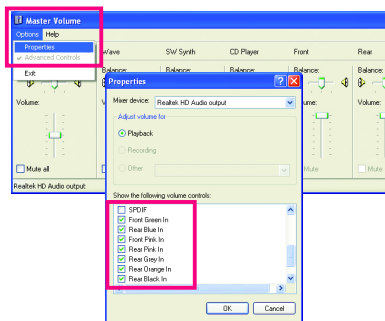 Master Volume
Options Help
Properties
Advanced Controls
Exit
Wave
SW Synth
CD Player
Front
Rear
Balance:
Balance:
Balance:
Balance:
Volume:
Volume:
Mute all
Mute
Mute
Realtek HD Audio output
Properties
Mixer device:
Realtek HD Audio output
Adjust volume for
Playback
Recording
Other
Show the following volume controls:
SPDIF
Front Green In
Rear Blue In
Front Pink In
Rear Pink In
Rear Grey In
Rear Orange In
Rear Black In
OK
Cancel